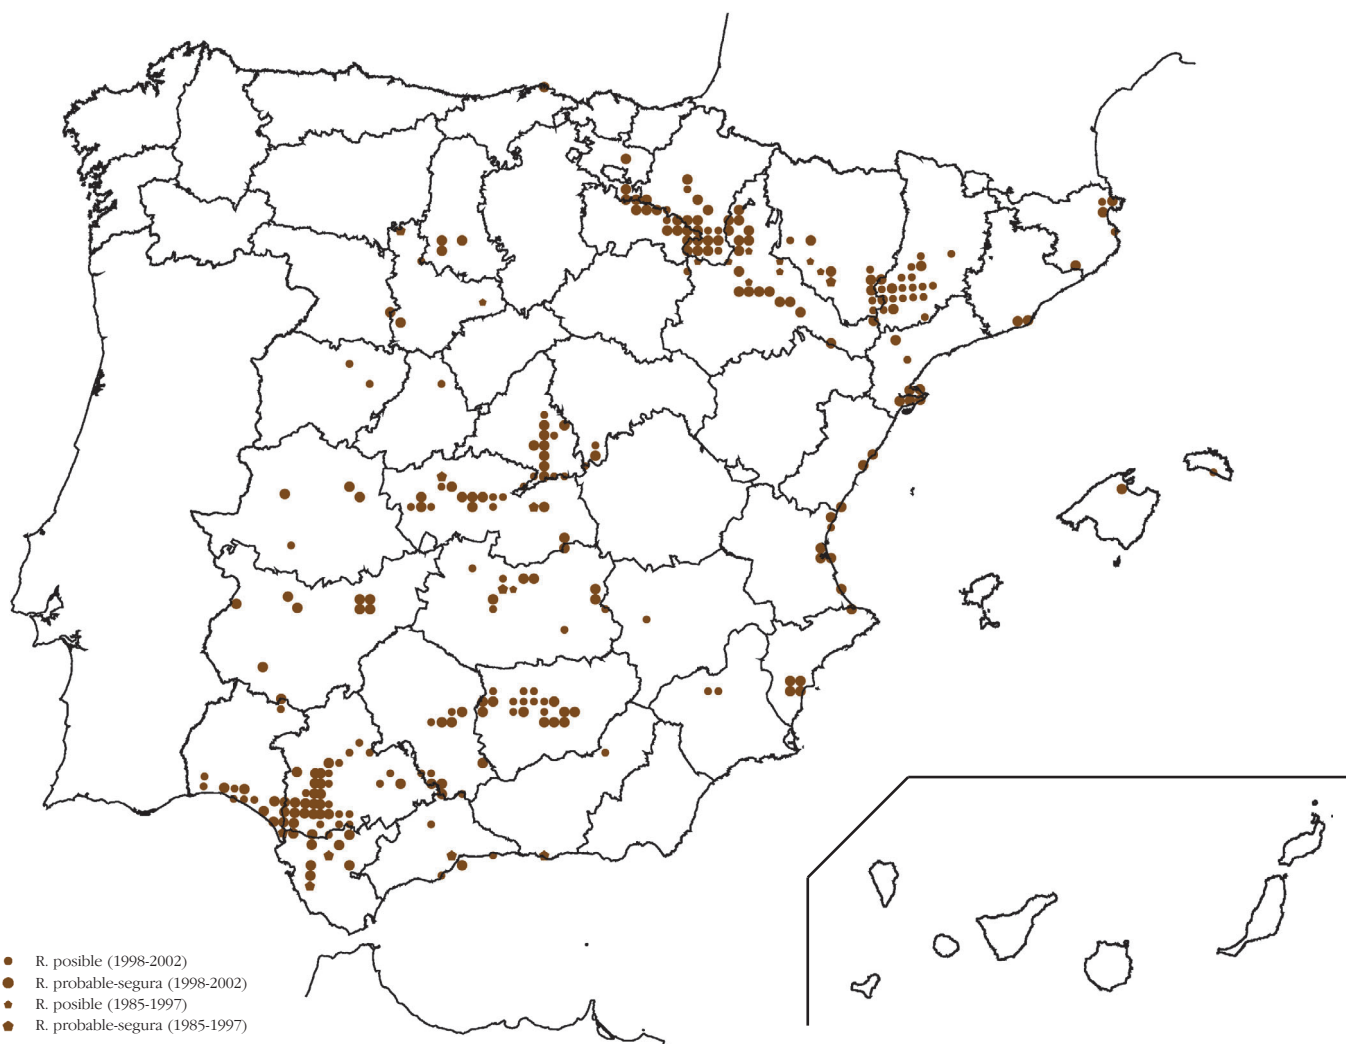 R. posible (1998-2002)
R. probable-segura (1998-2002)
R. posible (1985-1997)
R. probable-segura (1985-1997)